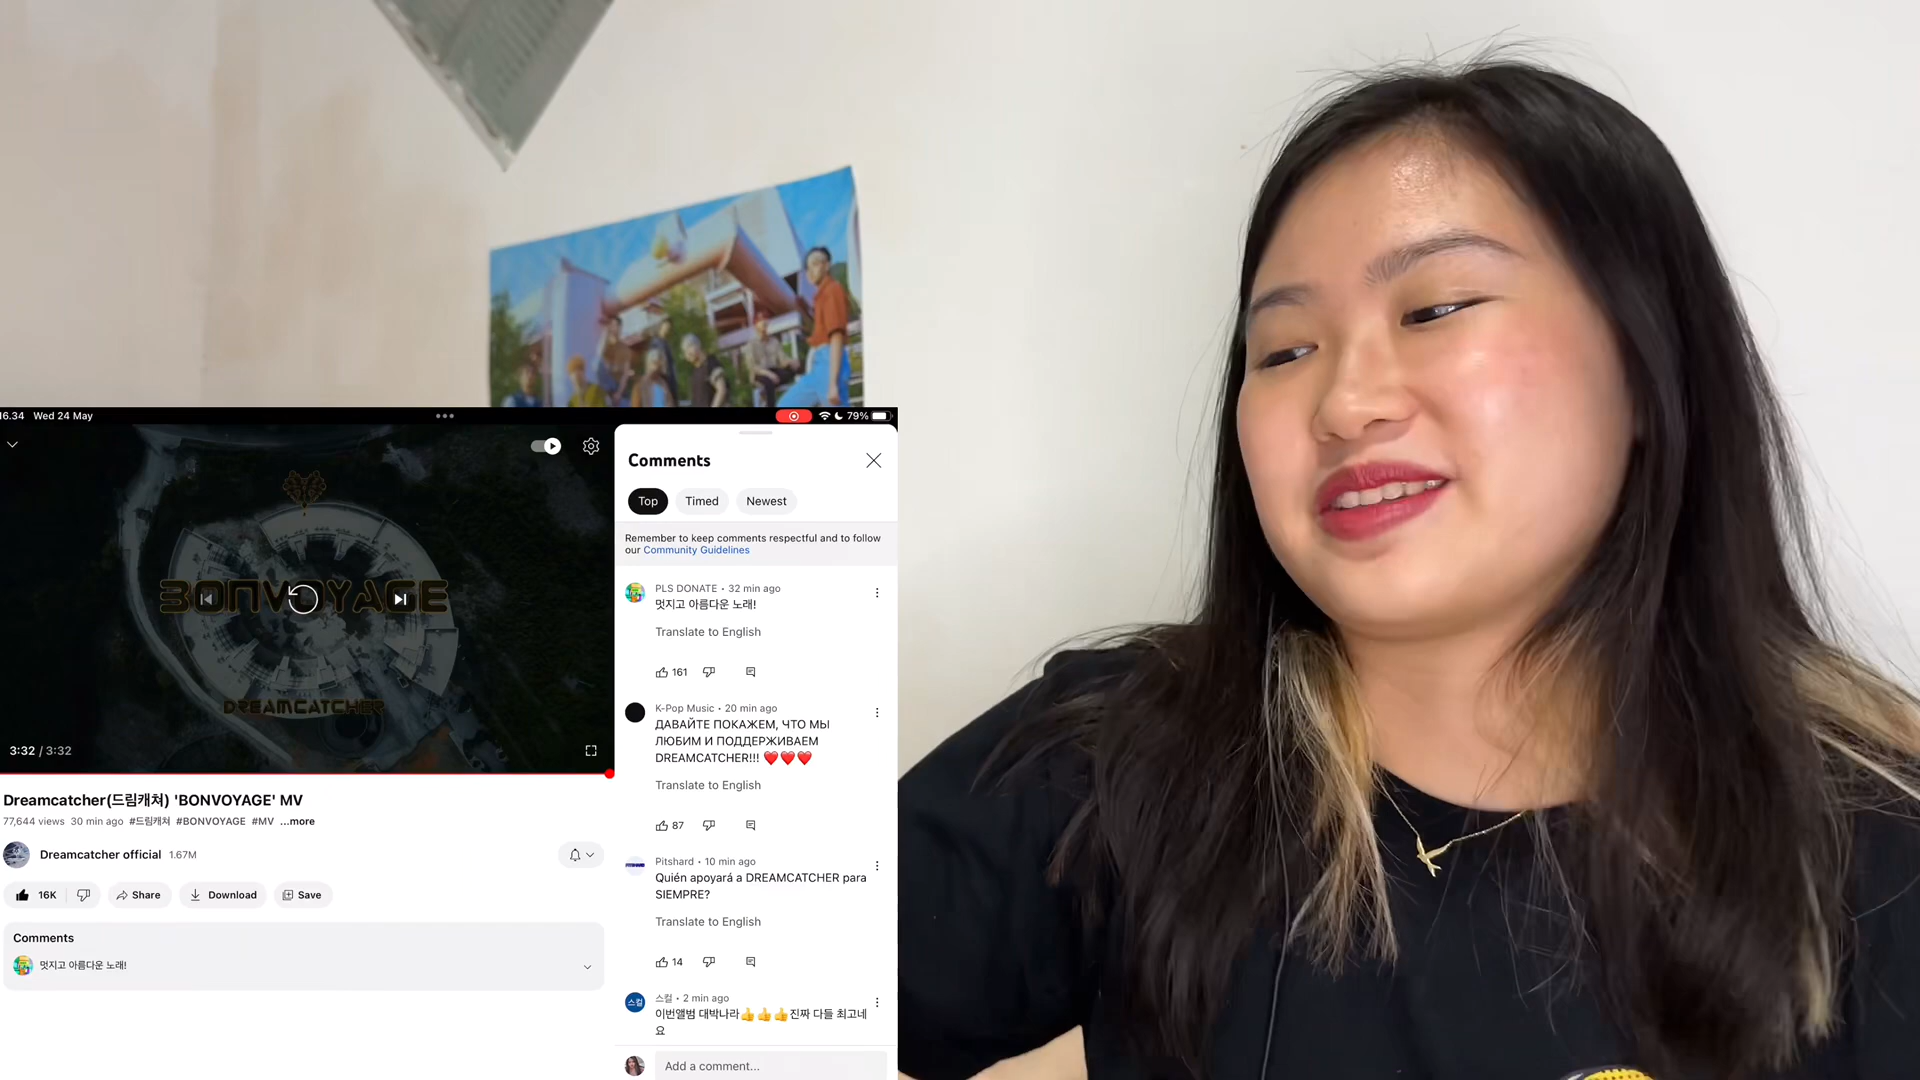 16.34 Wed 24 May
79%
BONVOYAGE
DREAMCATCHER
3:32 / 3:32
Dreamcatcher(드림캐쳐) 'BONVOYAGE' MV
77,644 views 30 min ago #드림캐쳐 #BONVOYAGE #MV ...more
Dreamcatcher official 1.67M
16K
Share
Download
Save
Comments
멋지고 아름다운 노래!
Comments
Top
Timed
Newest
Remember to keep comments respectful and to follow
our Community Guidelines
PLS DONATE • 32 min ago
멋지고 아름다운 노래!
Translate to English
161
K-Pop Music • 20 min ago
ДАВАЙТЕ ПОКАЖЕМ, ЧТО МЫ
ЛЮБИМ И ПОДДЕРЖИВАЕМ
DREAMCATCHER!!! ❤️❤️❤️
Translate to English
87
Pitshard • 10 min ago
Quién apoyará a DREAMCATCHER para
SIEMPRE?
Translate to English
14
스컬
스컬 • 2 min ago
이번앨범 대박나라👍👍👍진짜 다들 최고네
요
Add a comment...